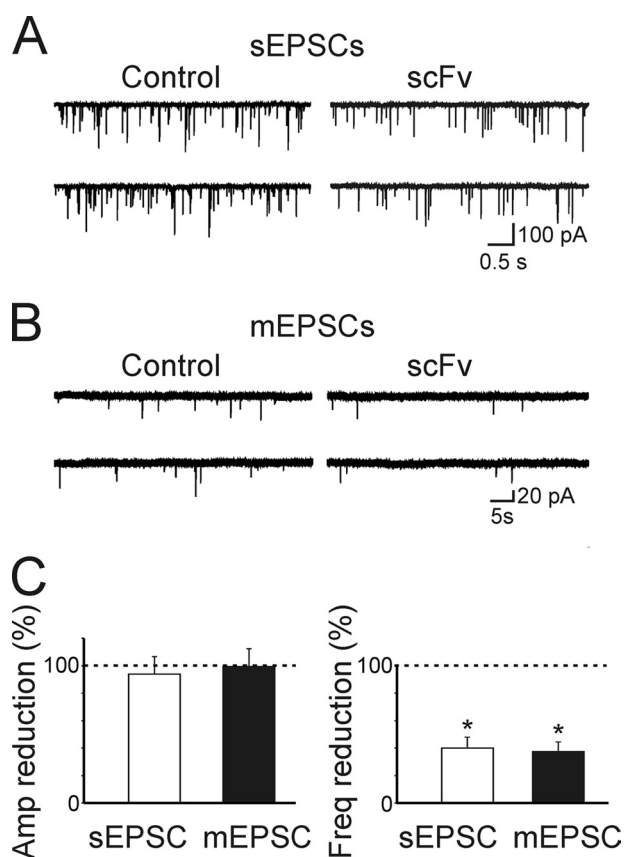 A
sEPSCs
Control scFv
100 pA
0.5 s
B
mEPSCs
Control scFv
20 pA
5s
C
Amp reduction (%)
100
0
sEPSC mEPSC
Freq reduction (%)
100
* *
0
sEPSC mEPSC